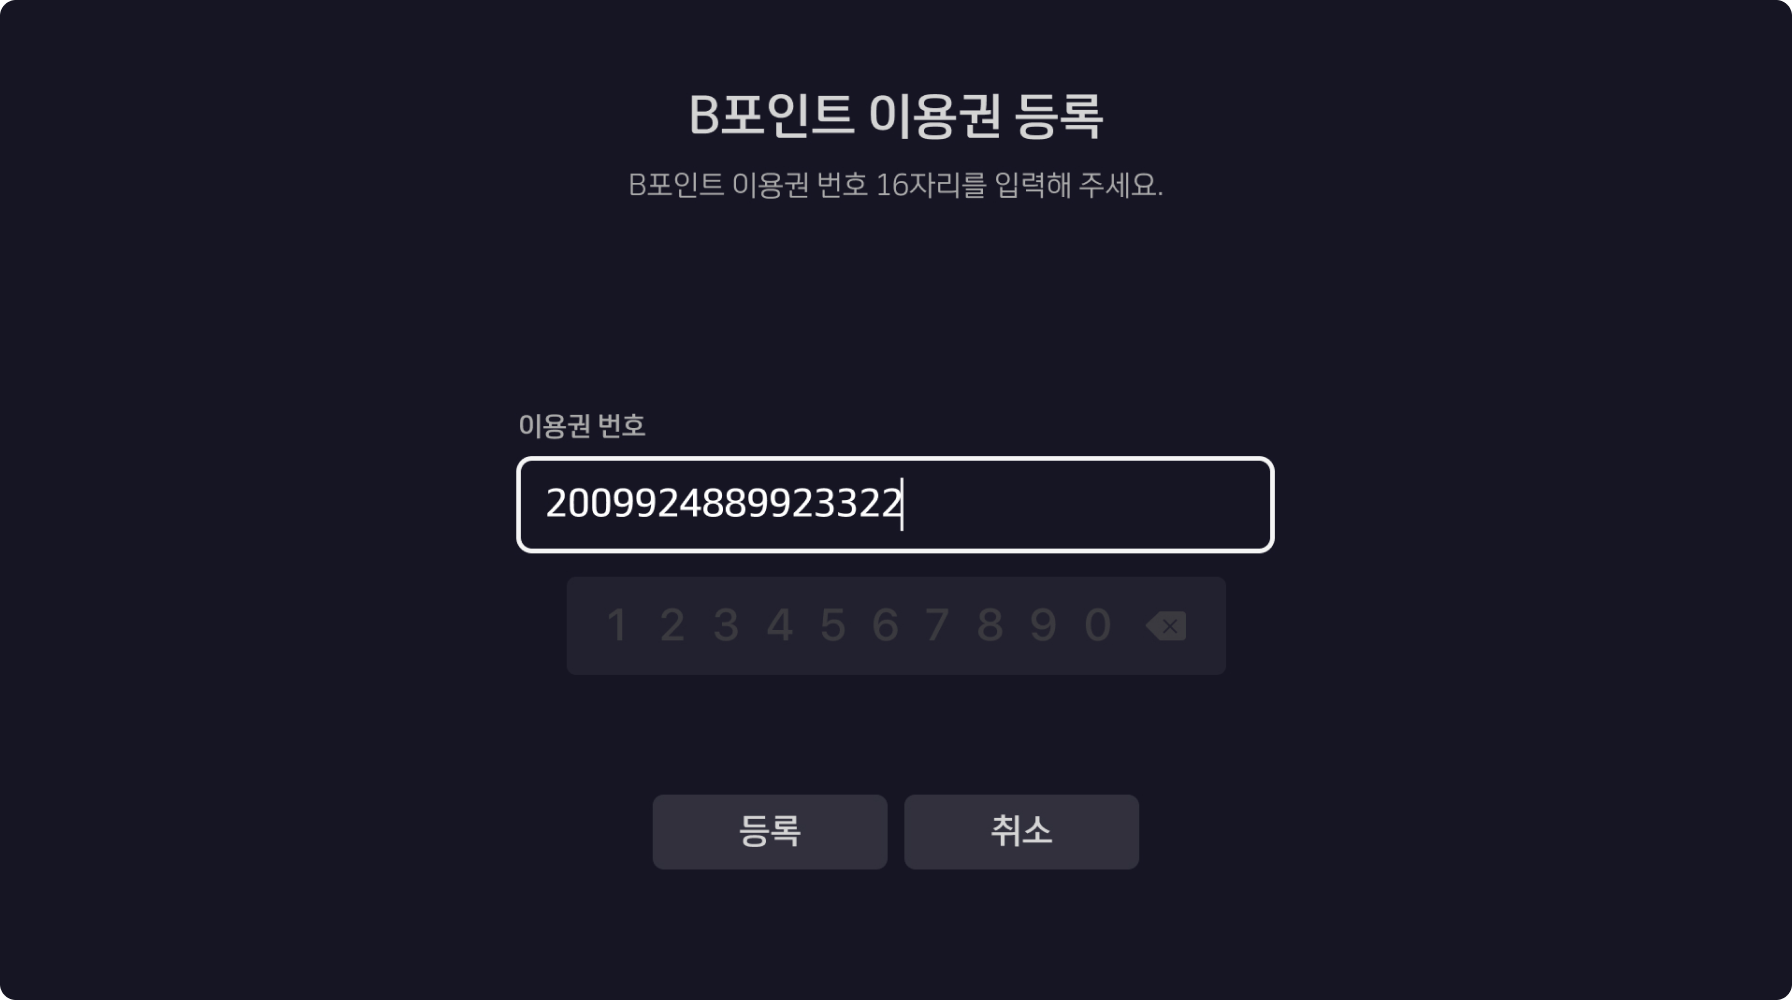 B포인트 이용권 등록
B포인트 이용권 번호 16자리를 입력해 주세요.
이용권 번호
2009924889923322
1 2 3 4 5 6 7 8 9 0
등록 취소